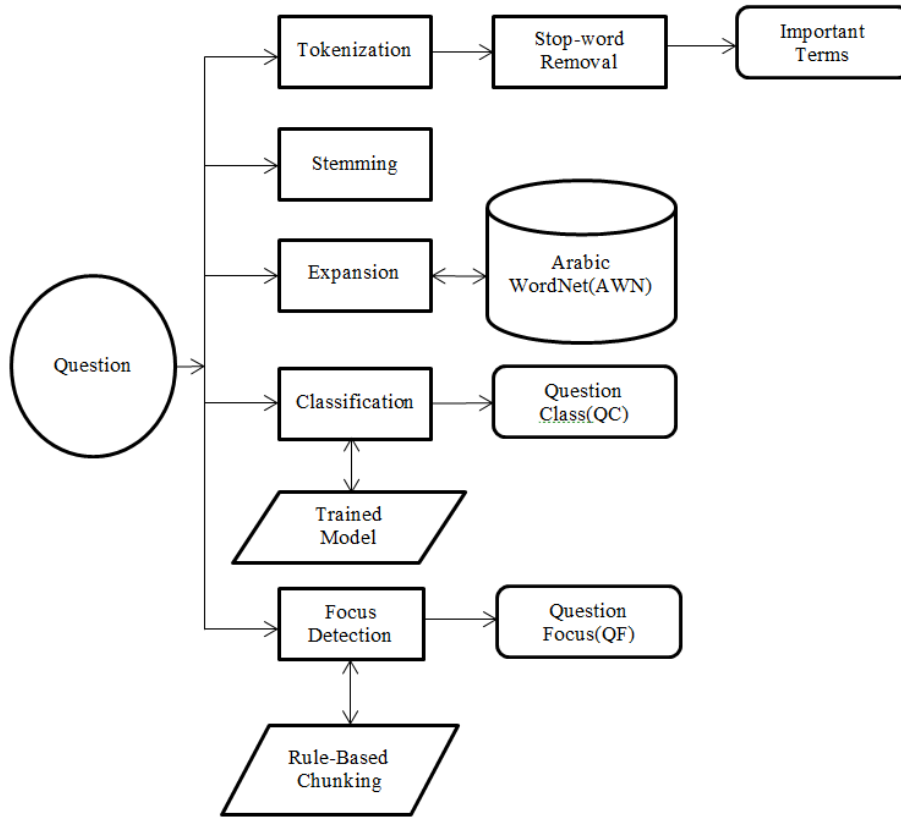 Tokenization
Stop-word
Removal
Important
Terms
Stemming
Expansion
Arabic
WordNet(AWN)
Question
Classification
Question
Class(QC)
Trained
Model
Focus
Detection
Question
Focus(QF)
Rule-Based
Chunking